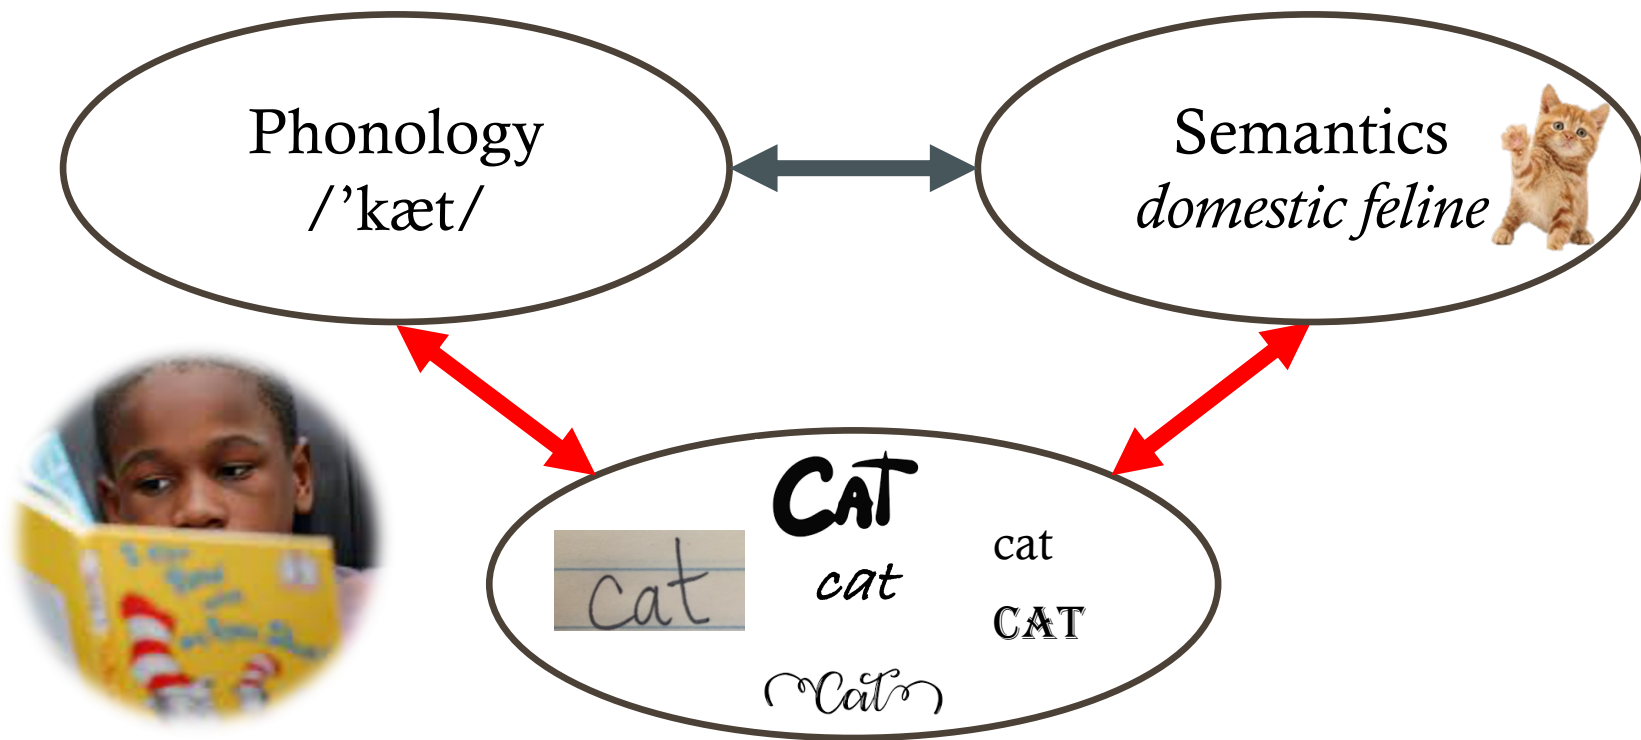 Phonology
/’kæt/
Semantics
domestic feline
CAT
cat
cat
cat
CAT
Cat